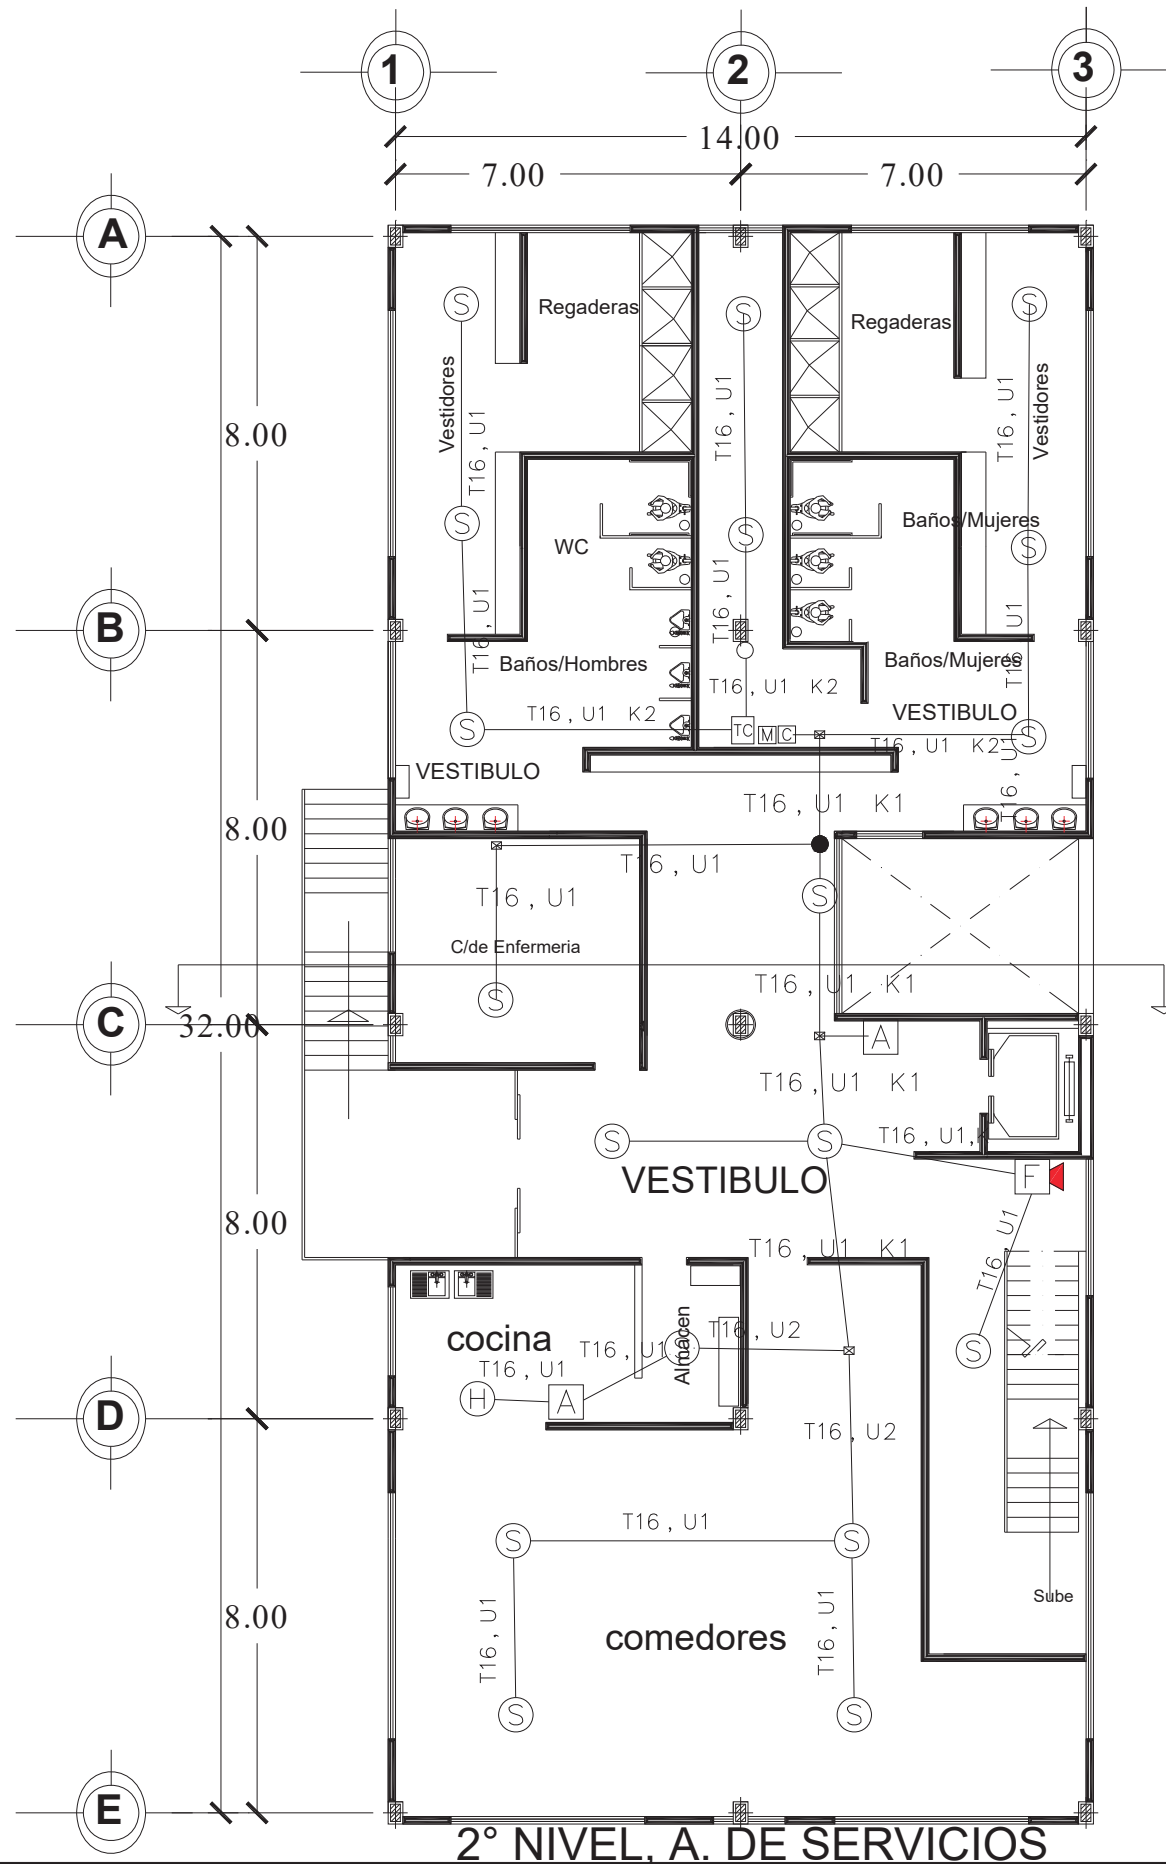 1
2
3
14.00
7.00
7.00
A
S
S
S
Regaderas
Regaderas
Vestidores
T16 , U1
T16 , U1
T16 , U1
Vestidores
8.00
S
S
S
WC
Baños/Mujeres
T16 , U1
T16 , U1
T16 , U1
B
Baños/Hombres
Baños/Mujeres
T16 , U1 K2
T16 , U1 K2
VESTIBULO
S
TC
M
C
S
T16 , U1 K2
VESTIBULO
T16 , U1
T16 , U1 K1
8.00
T16 , U1
T16 , U1
S
C/de Enfermeria
T16 , U1 K1
S
C
32.00
A
T16 , U1 K1
S
S
T16 , U1,K
VESTIBULO
F
8.00
T16 , U1
T16 , U1 K1
cocina
Almacen
T16 , U2
T16 , U1
S
S
T16 , U1
H
A
D
T16 , U2
T16 , U1
S
S
T16 , U1
T16 , U1
Sube
8.00
comedores
S
S
E
2° NIVEL, A. DE SERVICIOS